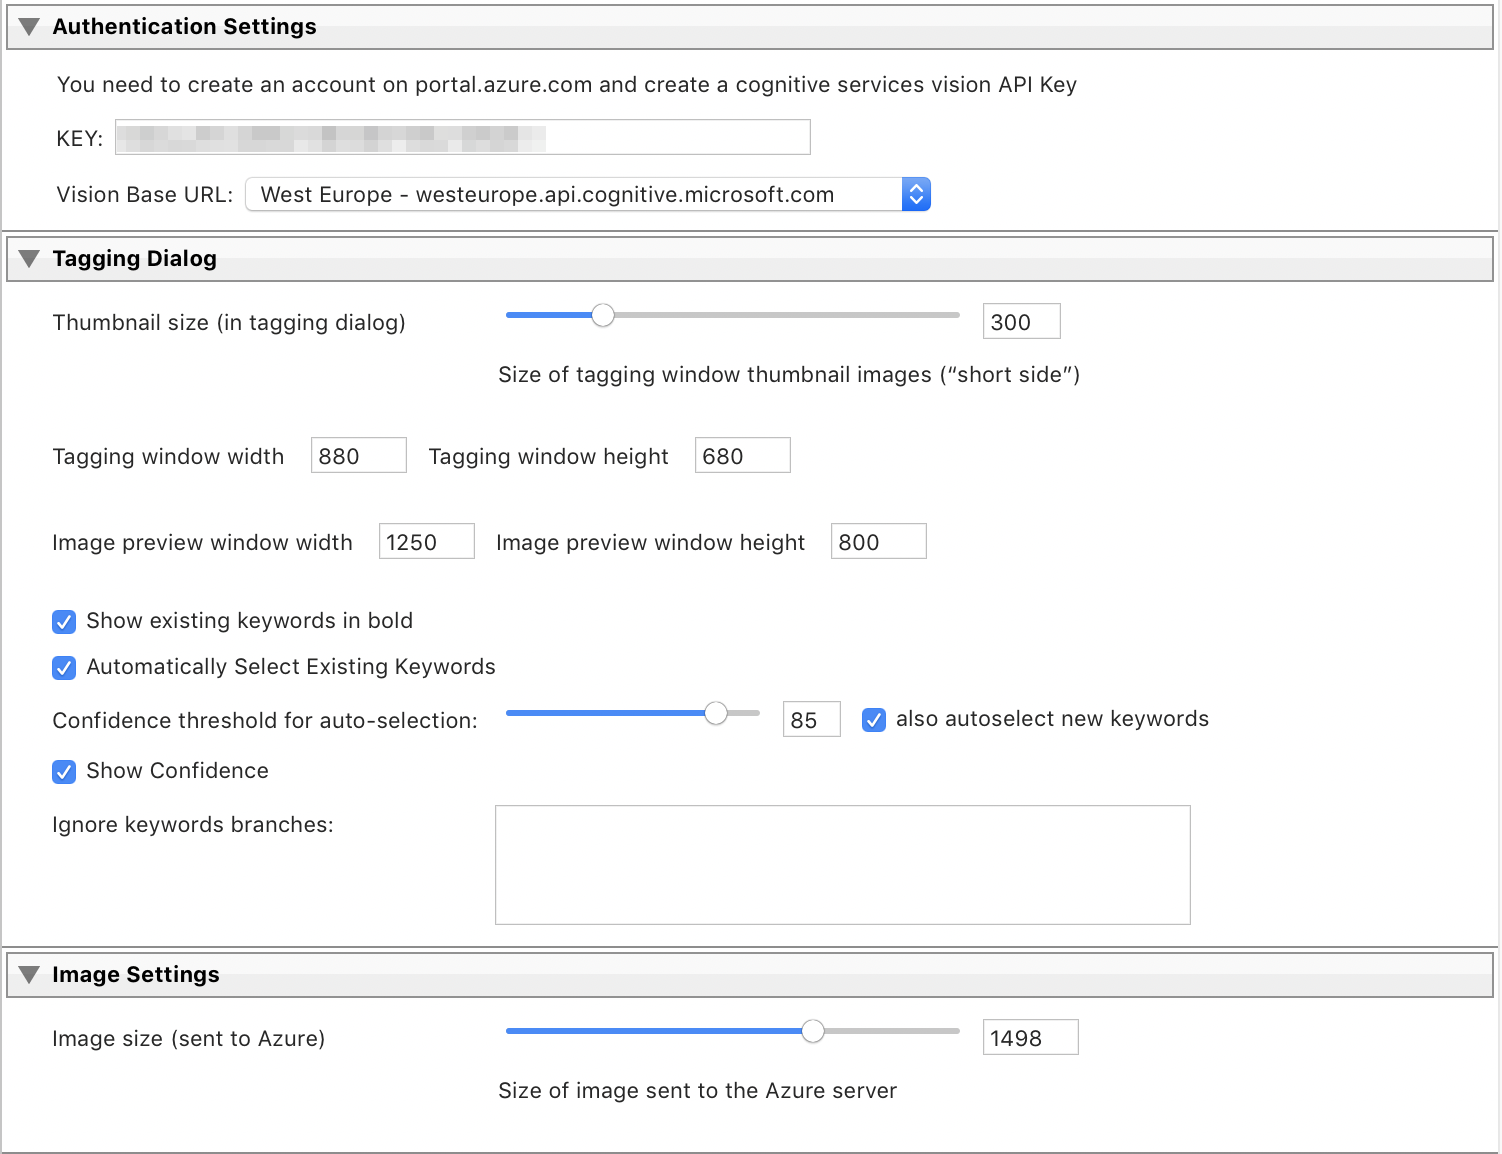 Authentication Settings
You need to create an account on portal.azure.com and create a cognitive services vision API Key
KEY:
Vision Base URL: West Europe - westeurope.api.cognitive.microsoft.com
Tagging Dialog
Thumbnail size (in tagging dialog) 300
Size of tagging window thumbnail images (“short side”)
Tagging window width 880 Tagging window height 680
Image preview window width 1250 Image preview window height 800
Show existing keywords in bold
Automatically Select Existing Keywords
Confidence threshold for auto-selection: 85 also autoselect new keywords
Show Confidence
Ignore keywords branches:
Image Settings
Image size (sent to Azure) 1498
Size of image sent to the Azure server